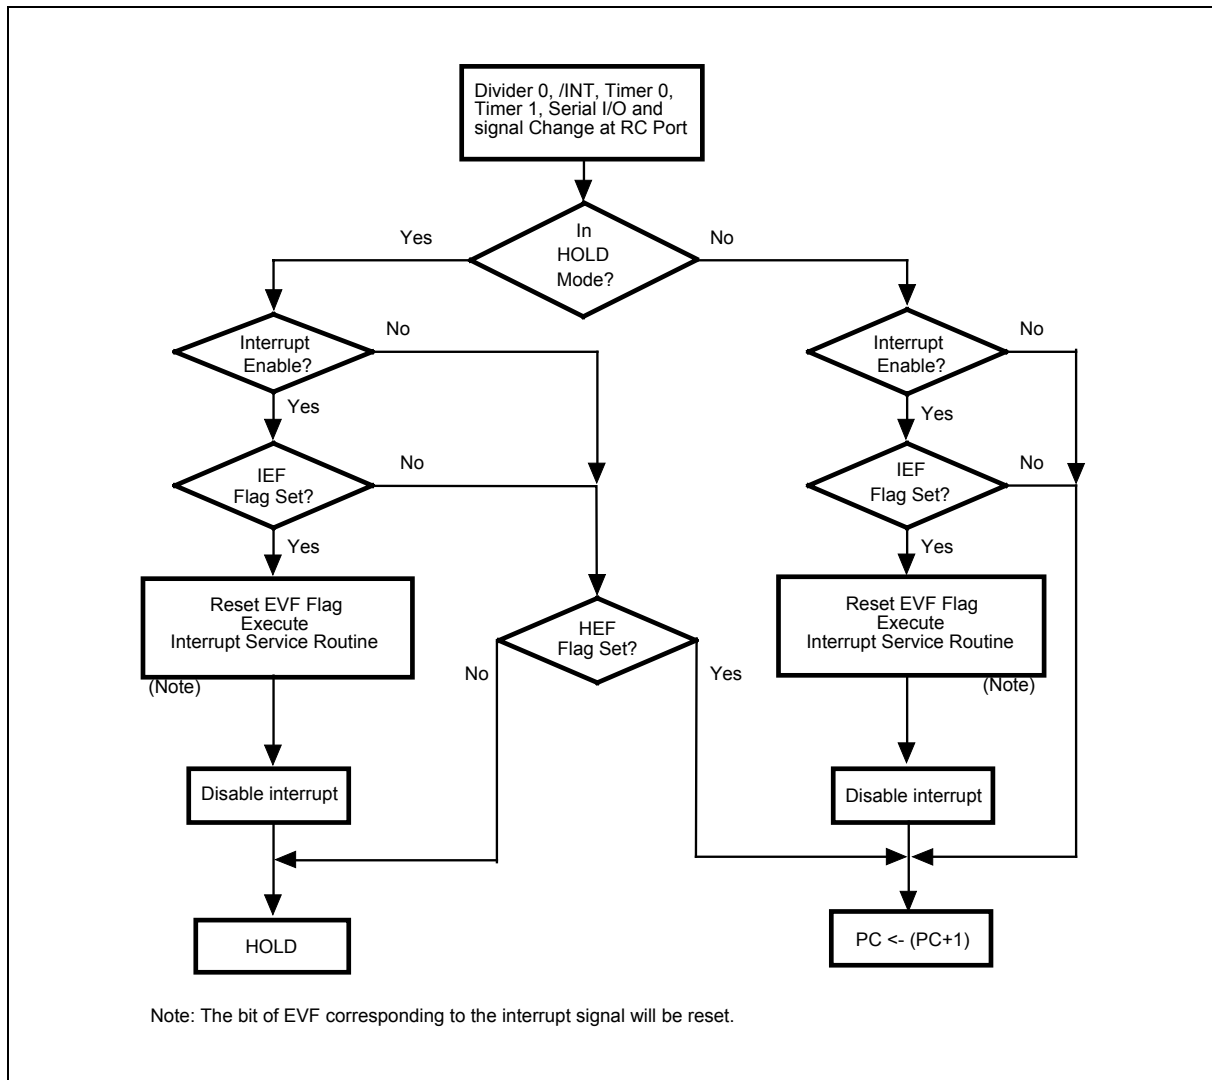 Divider 0, /INT, Timer 0,
Timer 1, Serial I/O and
signal Change at RC Port
In
HOLD
Mode?
Yes
No
Interrupt
Enable?
No
Yes
Interrupt
Enable?
No
Yes
IEF
Flag Set?
No
Yes
IEF
Flag Set?
No
Yes
Reset EVF Flag
Execute
Interrupt Service Routine
(Note)
HEF
Flag Set?
No
Yes
Reset EVF Flag
Execute
Interrupt Service Routine
(Note)
Disable interrupt
Disable interrupt
HOLD
PC <- (PC+1)
Note: The bit of EVF corresponding to the interrupt signal will be reset.